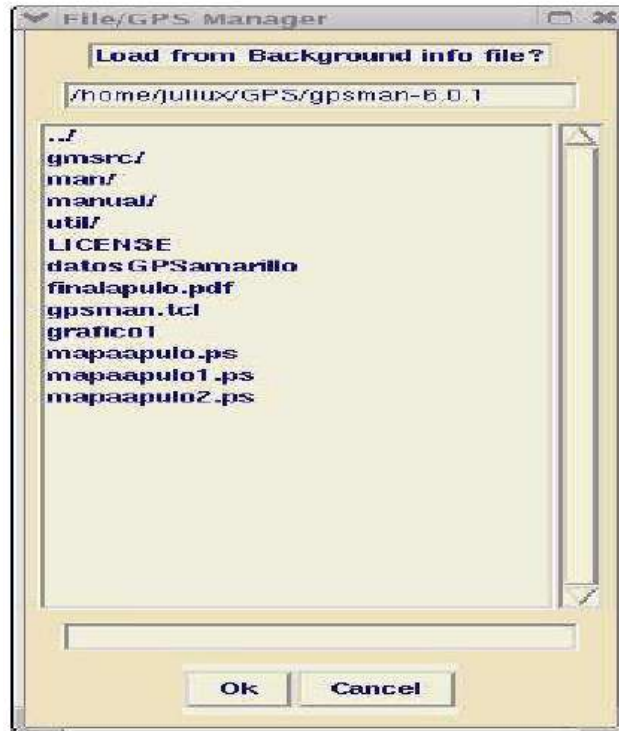 File/GPS Manager
Load from Background info file?
/home/juliux/GPS/gpsman-6.0.1
../
gmsrc/
man/
manual/
util/
LICENSE
datosGPSamarillo
finalapulo.pdf
gpsman.tcl
grafico1
mapaapulo.ps
mapaapulo1.ps
mapaapulo2.ps
Ok
Cancel